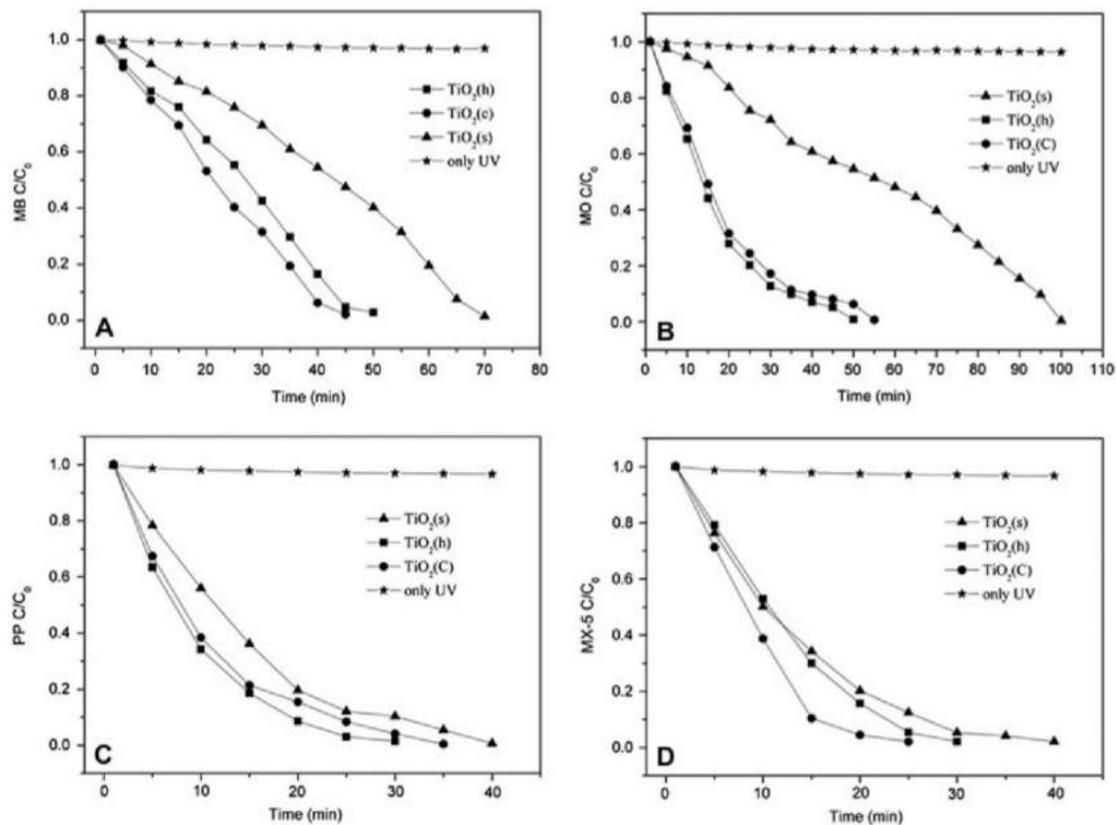 1.0
0.8
0.6
0.4
0.2
0.0
MB C/C0
TiO2(h)
TiO2(c)
TiO2(s)
only UV
A
0 10 20 30 40 50 60 70 80
Time (min)
1.0
0.8
0.6
0.4
0.2
0.0
MO C/C0
TiO2(s)
TiO2(h)
TiO2(C)
only UV
B
0 10 20 30 40 50 60 70 80 90 100 110
Time (min)
1.0
0.8
0.6
0.4
0.2
0.0
PP C/C0
TiO2(s)
TiO2(h)
TiO2(C)
only UV
C
0 10 20 30 40
Time (min)
1.0
0.8
0.6
0.4
0.2
0.0
MX-5 C/C0
TiO2(s)
TiO2(h)
TiO2(C)
only UV
D
0 10 20 30 40
Time (min)